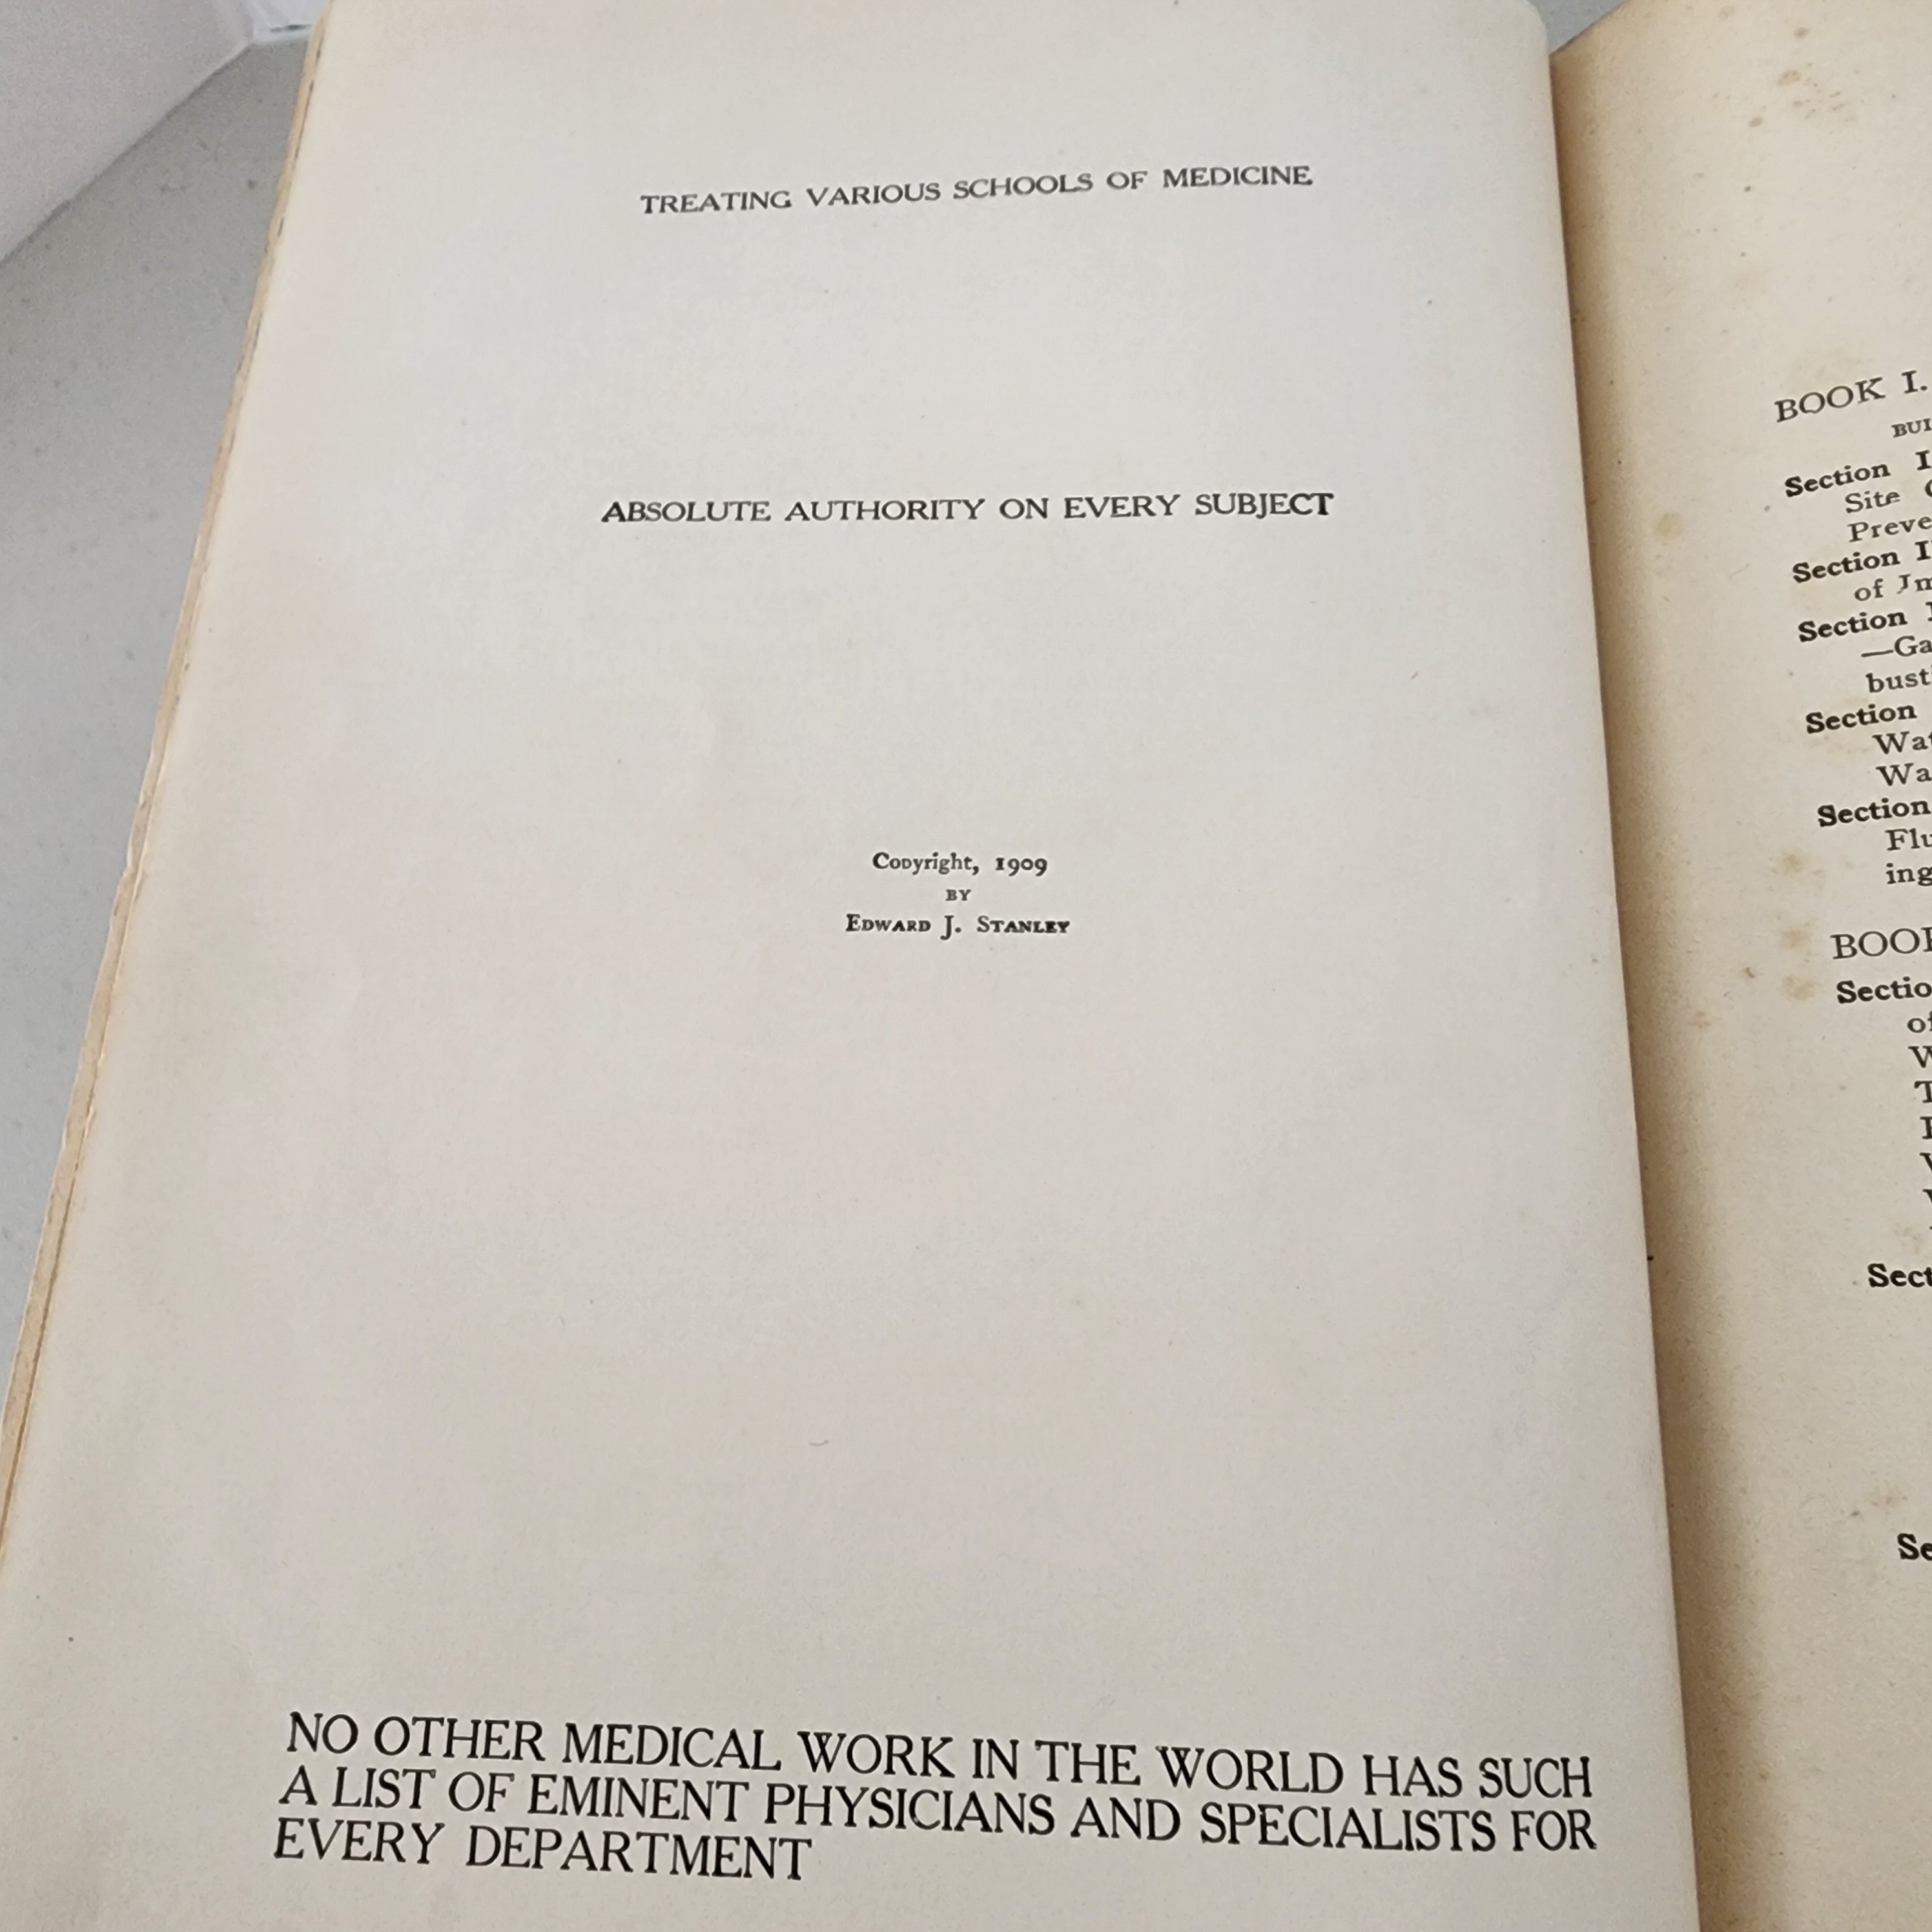 TREATING VARIOUS SCHOOLS OF MEDICINE
ABSOLUTE AUTHORITY ON EVERY SUBJECT
Copyright, 1909
BY
EDWARD J. STANLEY
NO OTHER MEDICAL WORK IN THE WORLD HAS SUCH
A LIST OF EMINENT PHYSICIANS AND SPECIALISTS FOR
EVERY DEPARTMENT
BOOK I.
Section
Site
Section
of
Section
Section
Section
Section